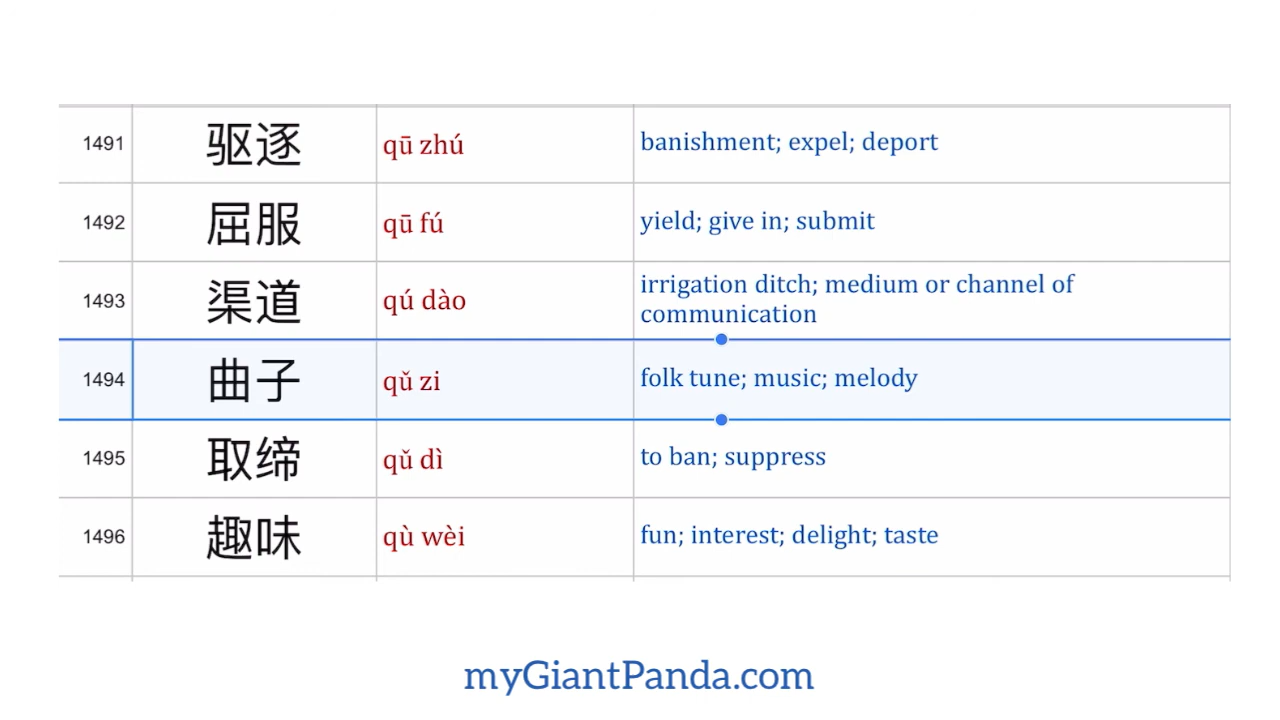 1491 驱逐 qū zhú banishment; expel; deport
1492 屈服 qū fú yield; give in; submit
1493 渠道 qú dào irrigation ditch; medium or channel of
communication
1494 曲子 qǔ zi folk tune; music; melody
1495 取缔 qǔ dì to ban; suppress
1496 趣味 qù wèi fun; interest; delight; taste
myGiantPanda.com